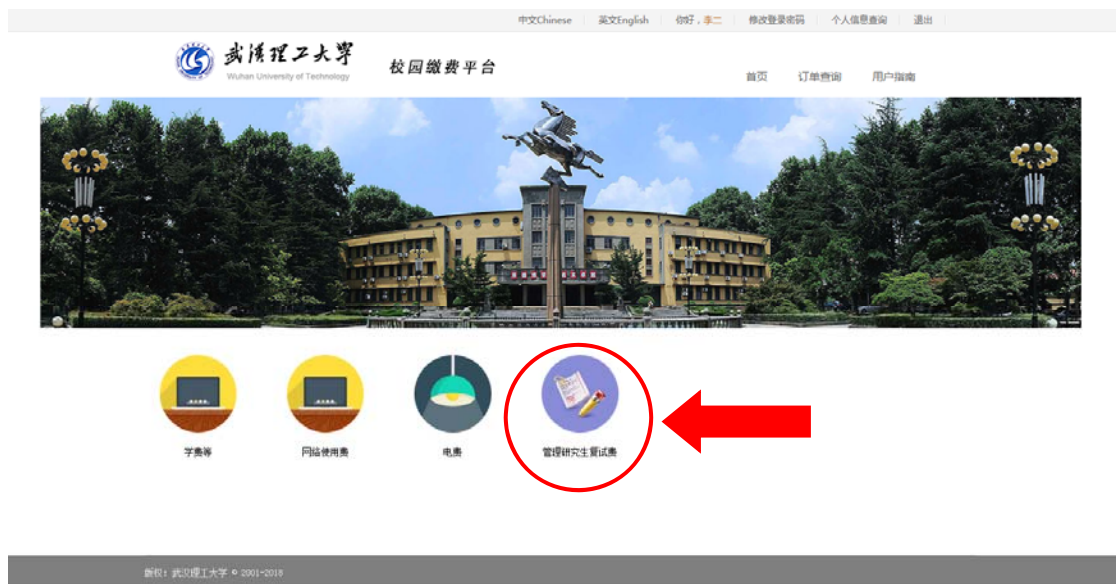 中文Chinese 英文English 你好，李二 修改登录密码 个人信息查询 退出
武漢理工大学
Wuhan University of Technology
校园缴费平台
首页 订单查询 用户指南
学费等 网络使用费 电费 管理研究生复试费
版权：武汉理工大学 © 2001-2018